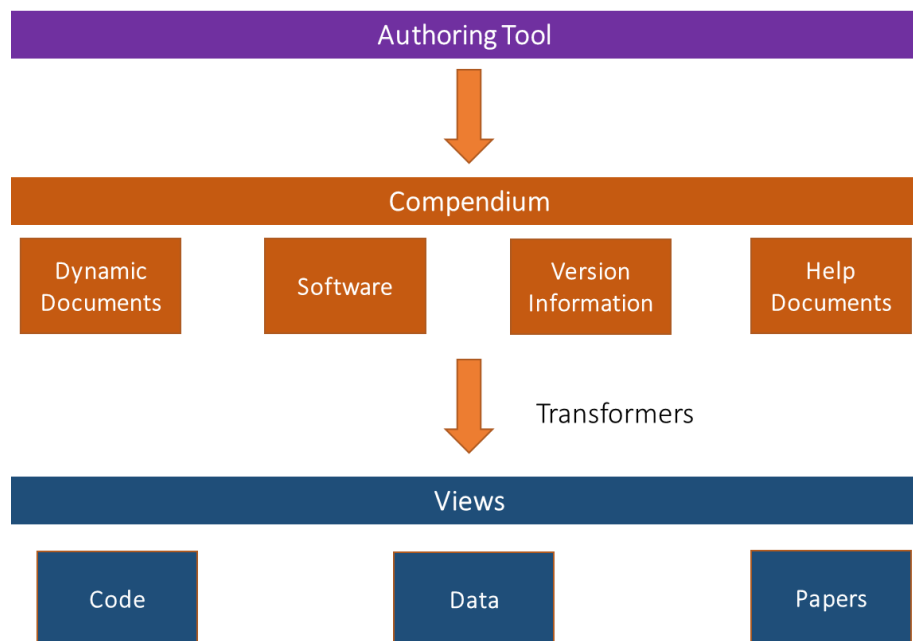 Authoring Tool
Compendium
Dynamic
Documents
Software
Version
Information
Help
Documents
Transformers
Views
Code
Data
Papers